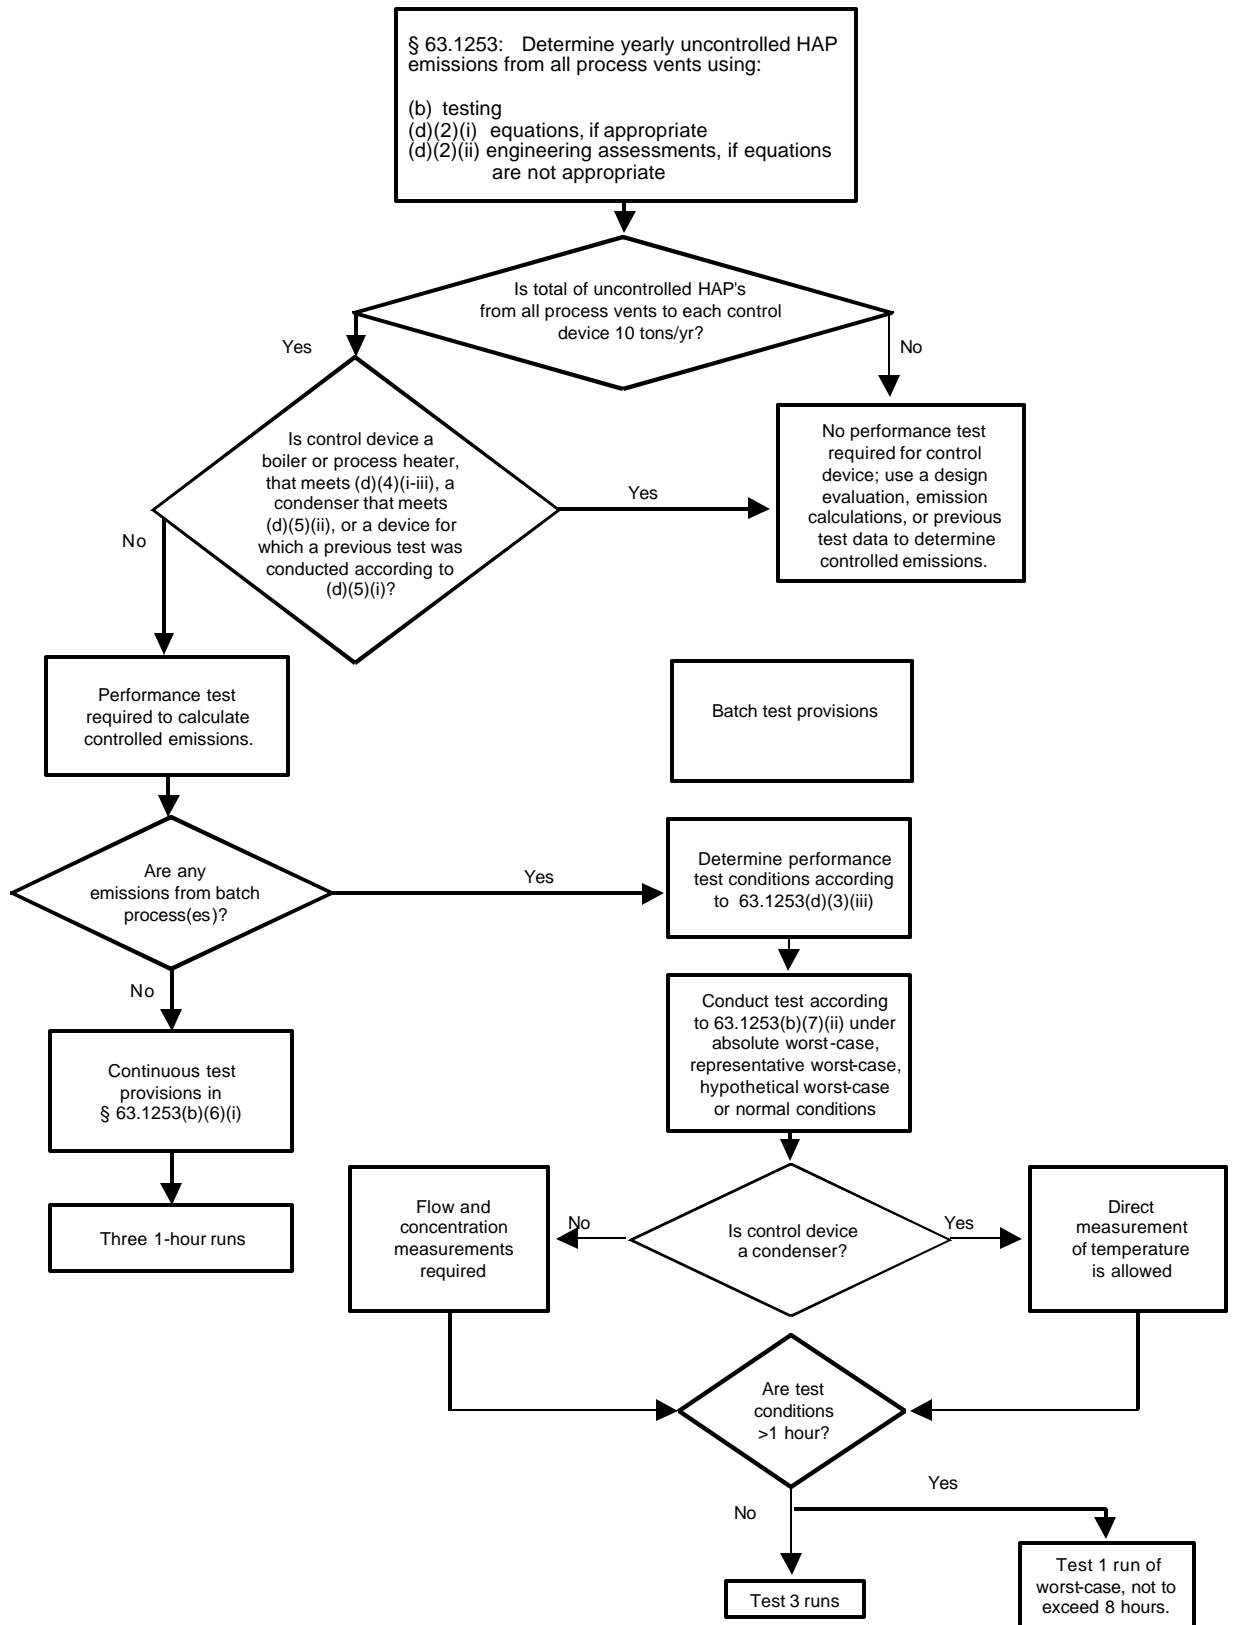 § 63.1253: Determine yearly uncontrolled HAP
emissions from all process vents using:
(b) testing
(d)(2)(i) equations, if appropriate
(d)(2)(ii) engineering assessments, if equations
are not appropriate
Is total of uncontrolled HAP's
from all process vents to each control
device 10 tons/yr?
Yes
No
Is control device a
boiler or process heater,
that meets (d)(4)(i-iii), a
condenser that meets
(d)(5)(ii), or a device for
which a previous test was
conducted according to
(d)(5)(i)?
Yes
No
No performance test
required for control
device; use a design
evaluation, emission
calculations, or previous
test data to determine
controlled emissions.
Performance test
required to calculate
controlled emissions.
Batch test provisions
Are any
emissions from batch
process(es)?
Yes
No
Determine performance
test conditions according
to 63.1253(d)(3)(iii)
Conduct test according
to 63.1253(b)(7)(ii) under
absolute worst-case,
representative worst-case,
hypothetical worst-case
or normal conditions
Continuous test
provisions in
§ 63.1253(b)(6)(i)
Three 1-hour runs
Flow and
concentration
measurements
required
No
Is control device
a condenser?
Yes
Direct
measurement
of temperature
is allowed
Are test
conditions
>1 hour?
Yes
No
Test 3 runs
Test 1 run of
worst-case, not to
exceed 8 hours.